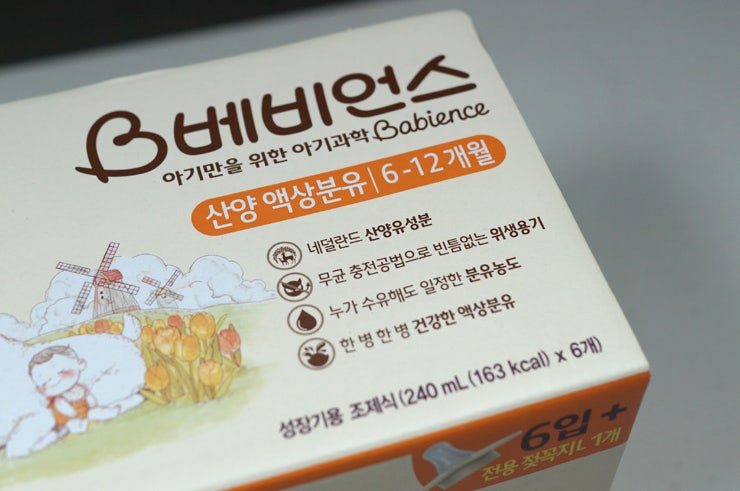 베비언스
아기만을 위한 아기과학 Babience
산양 액상분유 | 6-12개월
네덜란드 산양유성분
무균 충전공법으로 빈틈없는 위생용기
누가 수유해도 일정한 분유농도
한 병 한 병 건강한 액상분유
성장기용 조제식(240 mL(163 kcal) x 6개)
6입 +
전용 젖꼭지L 1개